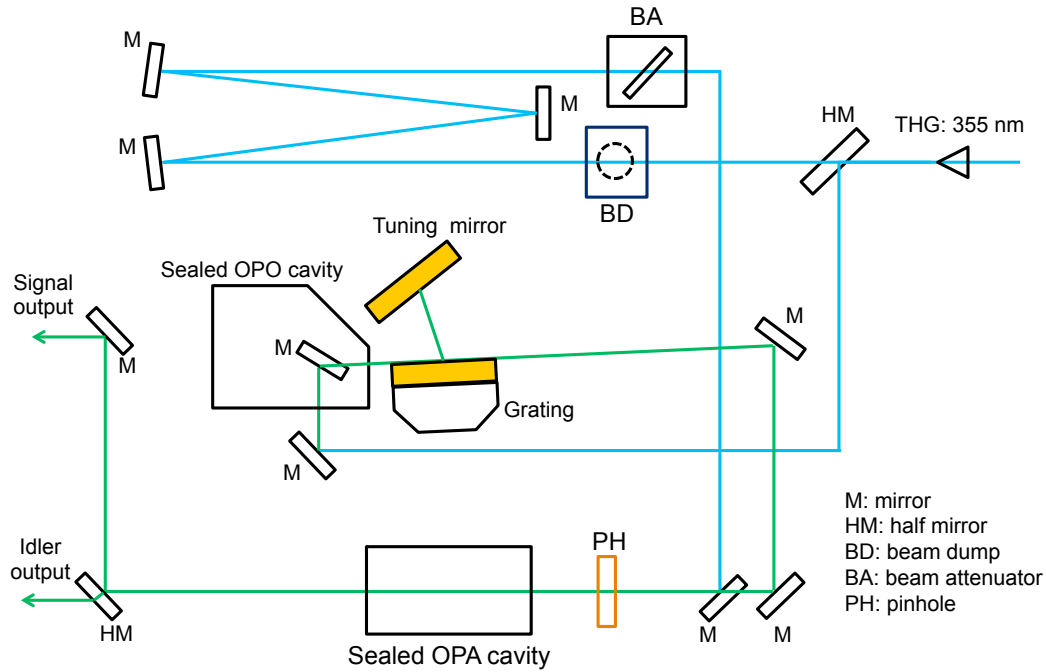 BA
M
M
HM
THG: 355 nm
M
BD
Tuning mirror
Sealed OPO cavity
Signal
output
M
M
M
Grating
M
M: mirror
HM: half mirror
BD: beam dump
BA: beam attenuator
PH: pinhole
PH
Idler
output
HM
M
M
Sealed OPA cavity